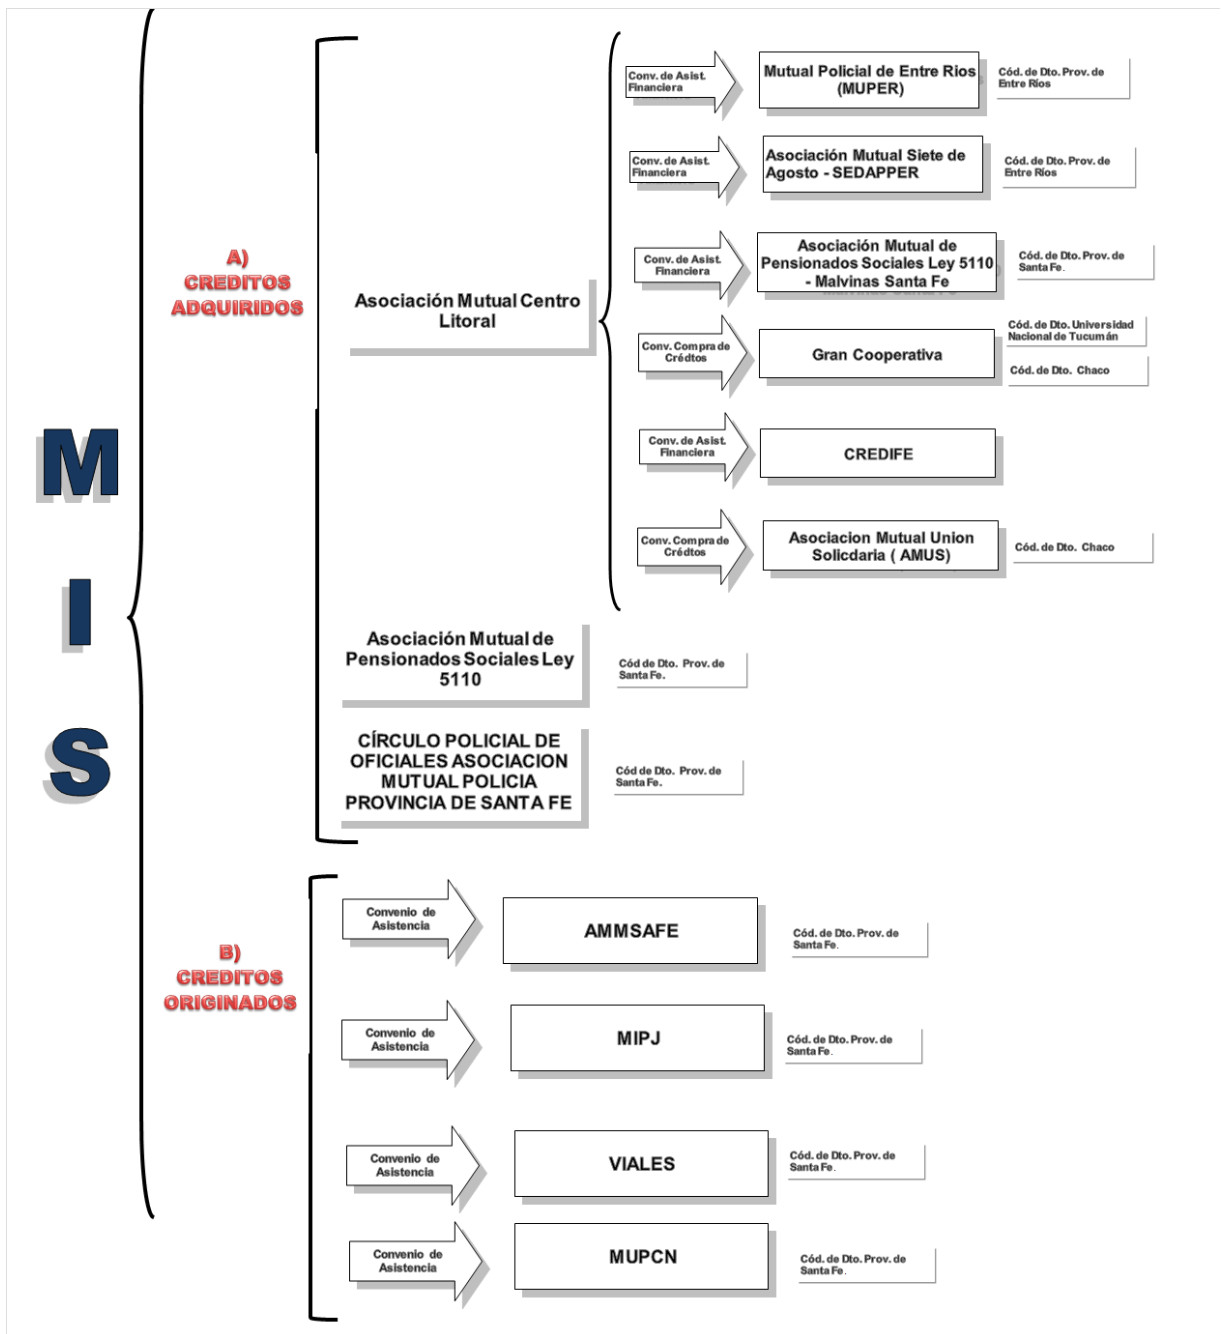 M
I
S
A)
CREDITOS
ADQUIRIDOS
Asociación Mutual Centro
Litoral
Conv. de Asist.
Financiera
Mutual Policial de Entre Rios
(MUPER)
Cód. de Dto. Prov. de
Entre Ríos
Conv. de Asist.
Financiera
Asociación Mutual Siete de
Agosto - SEDAPPER
Cód. de Dto. Prov. de
Entre Ríos
Conv. de Asist.
Financiera
Asociación Mutual de
Pensionados Sociales Ley 5110
- Malvinas Santa Fe
Cód. de Dto. Prov. de
Santa Fe.
Conv. Compra de
Crédtos
Gran Cooperativa
Cód. de Dto. Universidad
Nacional de Tucumán
Cód. de Dto. Chaco
Conv. de Asist.
Financiera
CREDIFE
Conv. Compra de
Crédtos
Asociacion Mutual Union
Solicdaria ( AMUS)
Cód. de Dto. Chaco
Asociación Mutual de
Pensionados Sociales Ley
5110
Cód de Dto. Prov. de
Santa Fe.
CÍRCULO POLICIAL DE
OFICIALES ASOCIACION
MUTUAL POLICIA
PROVINCIA DE SANTA FE
Cód de Dto. Prov. de
Santa Fe.
B)
CREDITOS
ORIGINADOS
Convenio de
Asistencia
AMMSAFE
Cód. de Dto. Prov. de
Santa Fe.
Convenio de
Asistencia
MIPJ
Cód. de Dto. Prov. de
Santa Fe.
Convenio de
Asistencia
VIALES
Cód. de Dto. Prov. de
Santa Fe.
Convenio de
Asistencia
MUPCN
Cód. de Dto. Prov. de
Santa Fe.